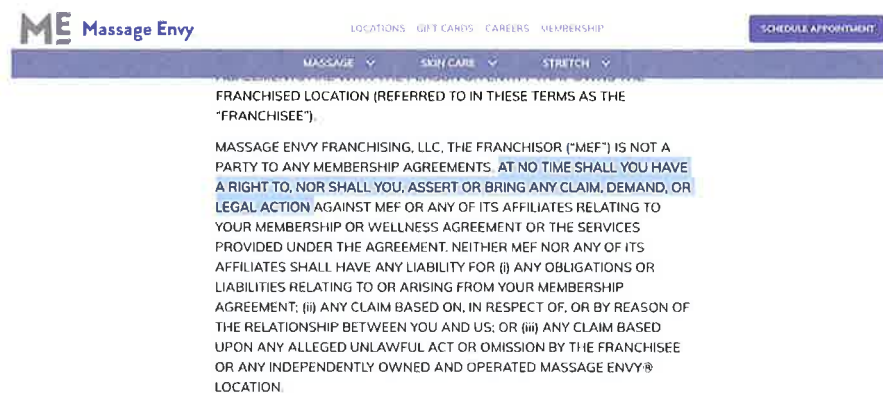 ME Massage Envy
LOCATIONS GIFT CARDS CAREERS MEMBERSHIP
SCHEDULE APPOINTMENT
MASSAGE SKIN CARE STRETCH
FRANCHISED LOCATION (REFERRED TO IN THESE TERMS AS THE
"FRANCHISEE").
MASSAGE ENVY FRANCHISING, LLC, THE FRANCHISOR ("MEF") IS NOT A
PARTY TO ANY MEMBERSHIP AGREEMENTS. AT NO TIME SHALL YOU HAVE
A RIGHT TO, NOR SHALL YOU, ASSERT OR BRING ANY CLAIM, DEMAND, OR
LEGAL ACTION AGAINST MEF OR ANY OF ITS AFFILIATES RELATING TO
YOUR MEMBERSHIP OR WELLNESS AGREEMENT OR THE SERVICES
PROVIDED UNDER THE AGREEMENT. NEITHER MEF NOR ANY OF ITS
AFFILIATES SHALL HAVE ANY LIABILITY FOR (i) ANY OBLIGATIONS OR
LIABILITIES RELATING TO OR ARISING FROM YOUR MEMBERSHIP
AGREEMENT; (ii) ANY CLAIM BASED ON, IN RESPECT OF, OR BY REASON OF
THE RELATIONSHIP BETWEEN YOU AND US; OR (iii) ANY CLAIM BASED
UPON ANY ALLEGED UNLAWFUL ACT OR OMISSION BY THE FRANCHISEE
OR ANY INDEPENDENTLY OWNED AND OPERATED MASSAGE ENVY®
LOCATION.